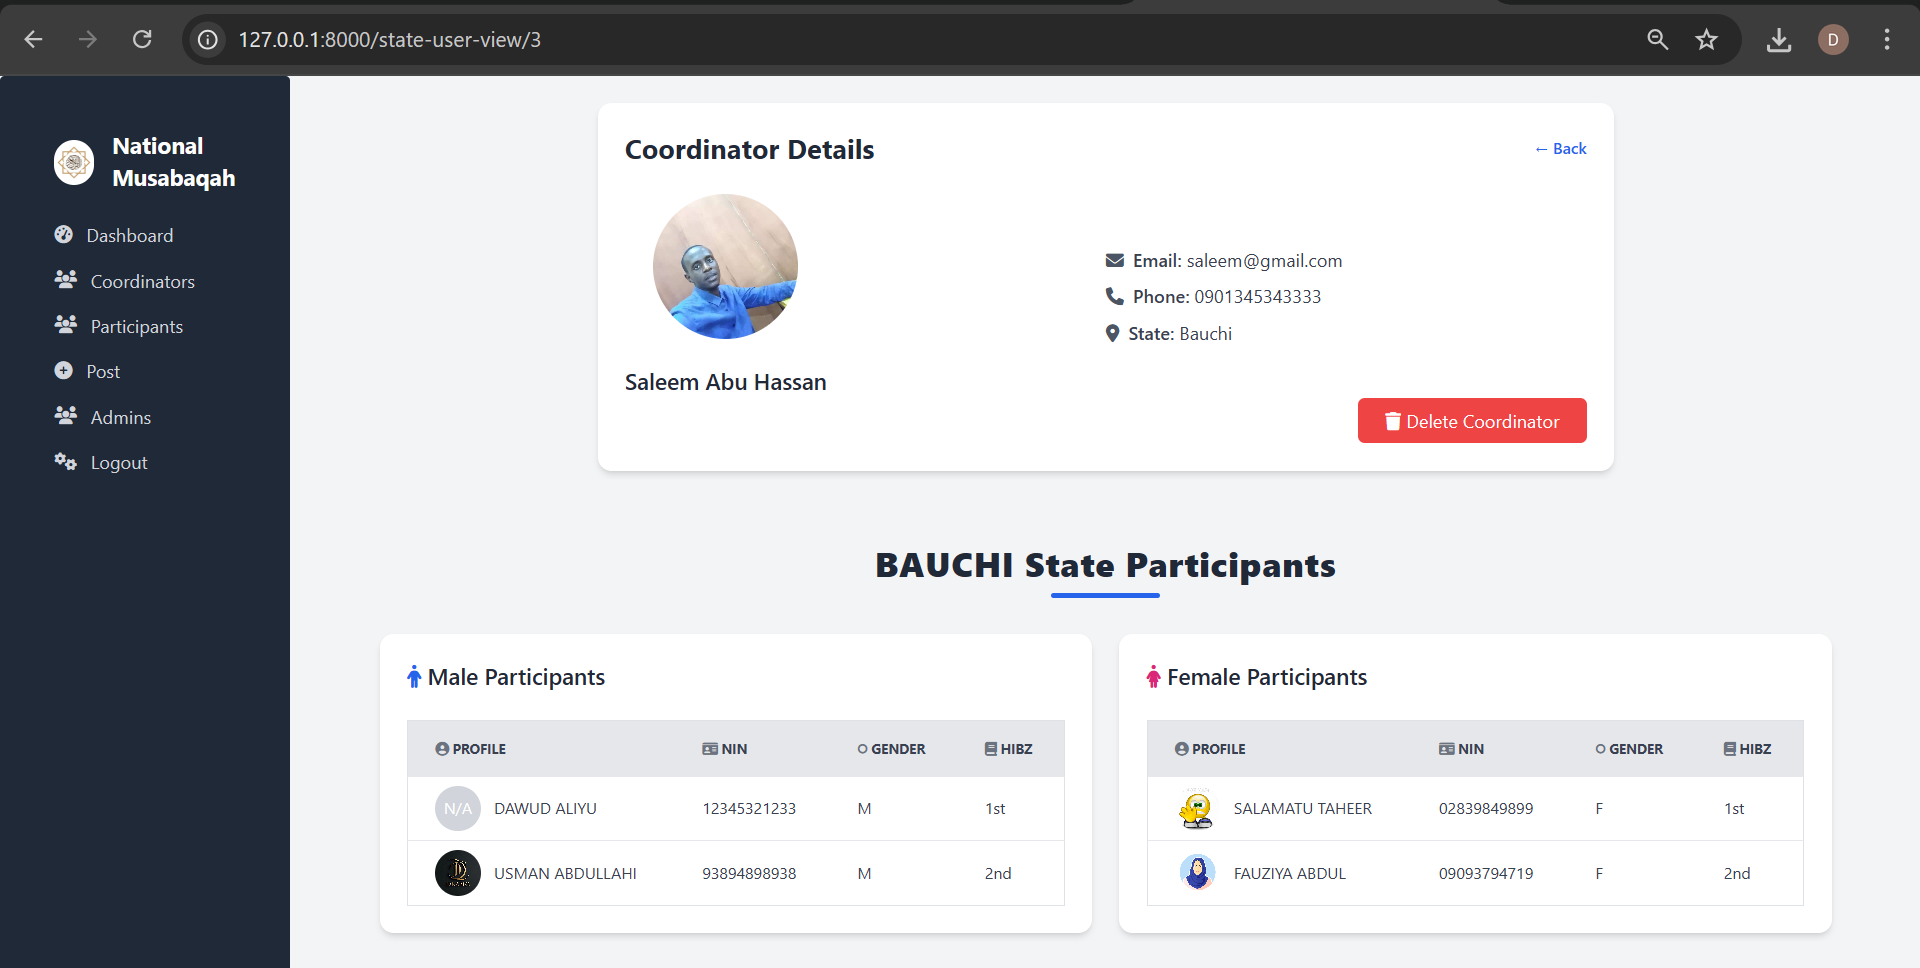 127.0.0.1:8000/state-user-view/3
D
National
Musabaqah
Dashboard
Coordinators
Participants
Post
Admins
Logout
Coordinator Details
← Back
Email: saleem@gmail.com
Phone: 0901345343333
State: Bauchi
Saleem Abu Hassan
Delete Coordinator
BAUCHI State Participants
Male Participants
PROFILE NIN GENDER HIBZ
N/A DAWUD ALIYU 12345321233 M 1st
USMAN ABDULLAHI 93894898938 M 2nd
Female Participants
PROFILE NIN GENDER HIBZ
SALAMATU TAHEER 02839849899 F 1st
FAUZIYA ABDUL 09093794719 F 2nd